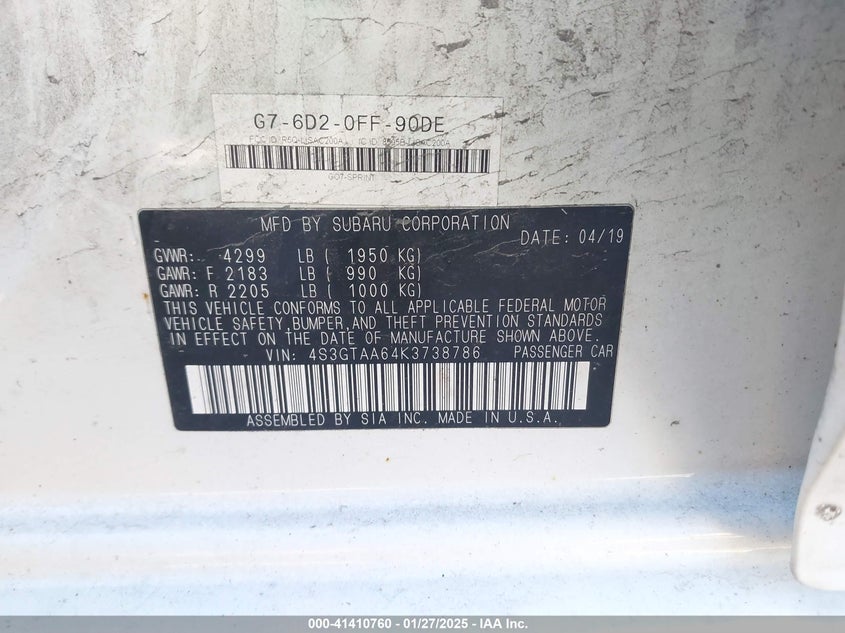 G7-6D2-0FF-90DE
GO7-SPRINT
MFD BY SUBARU CORPORATION
DATE: 04/19
GVWR: 4299 LB ( 1950 KG)
GAWR: F 2183 LB ( 990 KG)
GAWR: R 2205 LB ( 1000 KG)
THIS VEHICLE CONFORMS TO ALL APPLICABLE FEDERAL MOTOR
VEHICLE SAFETY,BUMPER,AND THEFT PREVENTION STANDARDS
IN EFFECT ON THE DATE OF MANUFACTURE SHOWN ABOVE.
VIN: 4S3GTAA64K3738786 PASSENGER CAR
ASSEMBLED BY SIA INC. MADE IN U.S.A.
000-41410760 - 01/27/2025 - IAA Inc.